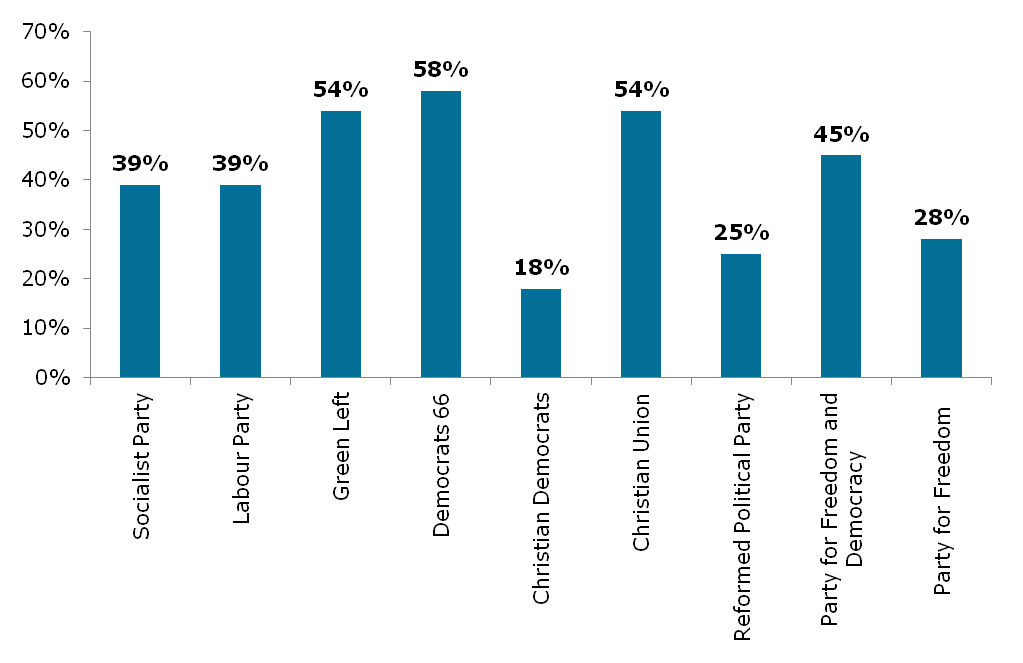 70%
60%
50%
40%
30%
20%
10%
0%
39%
39%
54%
58%
18%
54%
25%
45%
28%
Socialist Party
Labour Party
Green Left
Democrats 66
Christian Democrats
Christian Union
Reformed Political Party
Party for Freedom and
Democracy
Party for Freedom